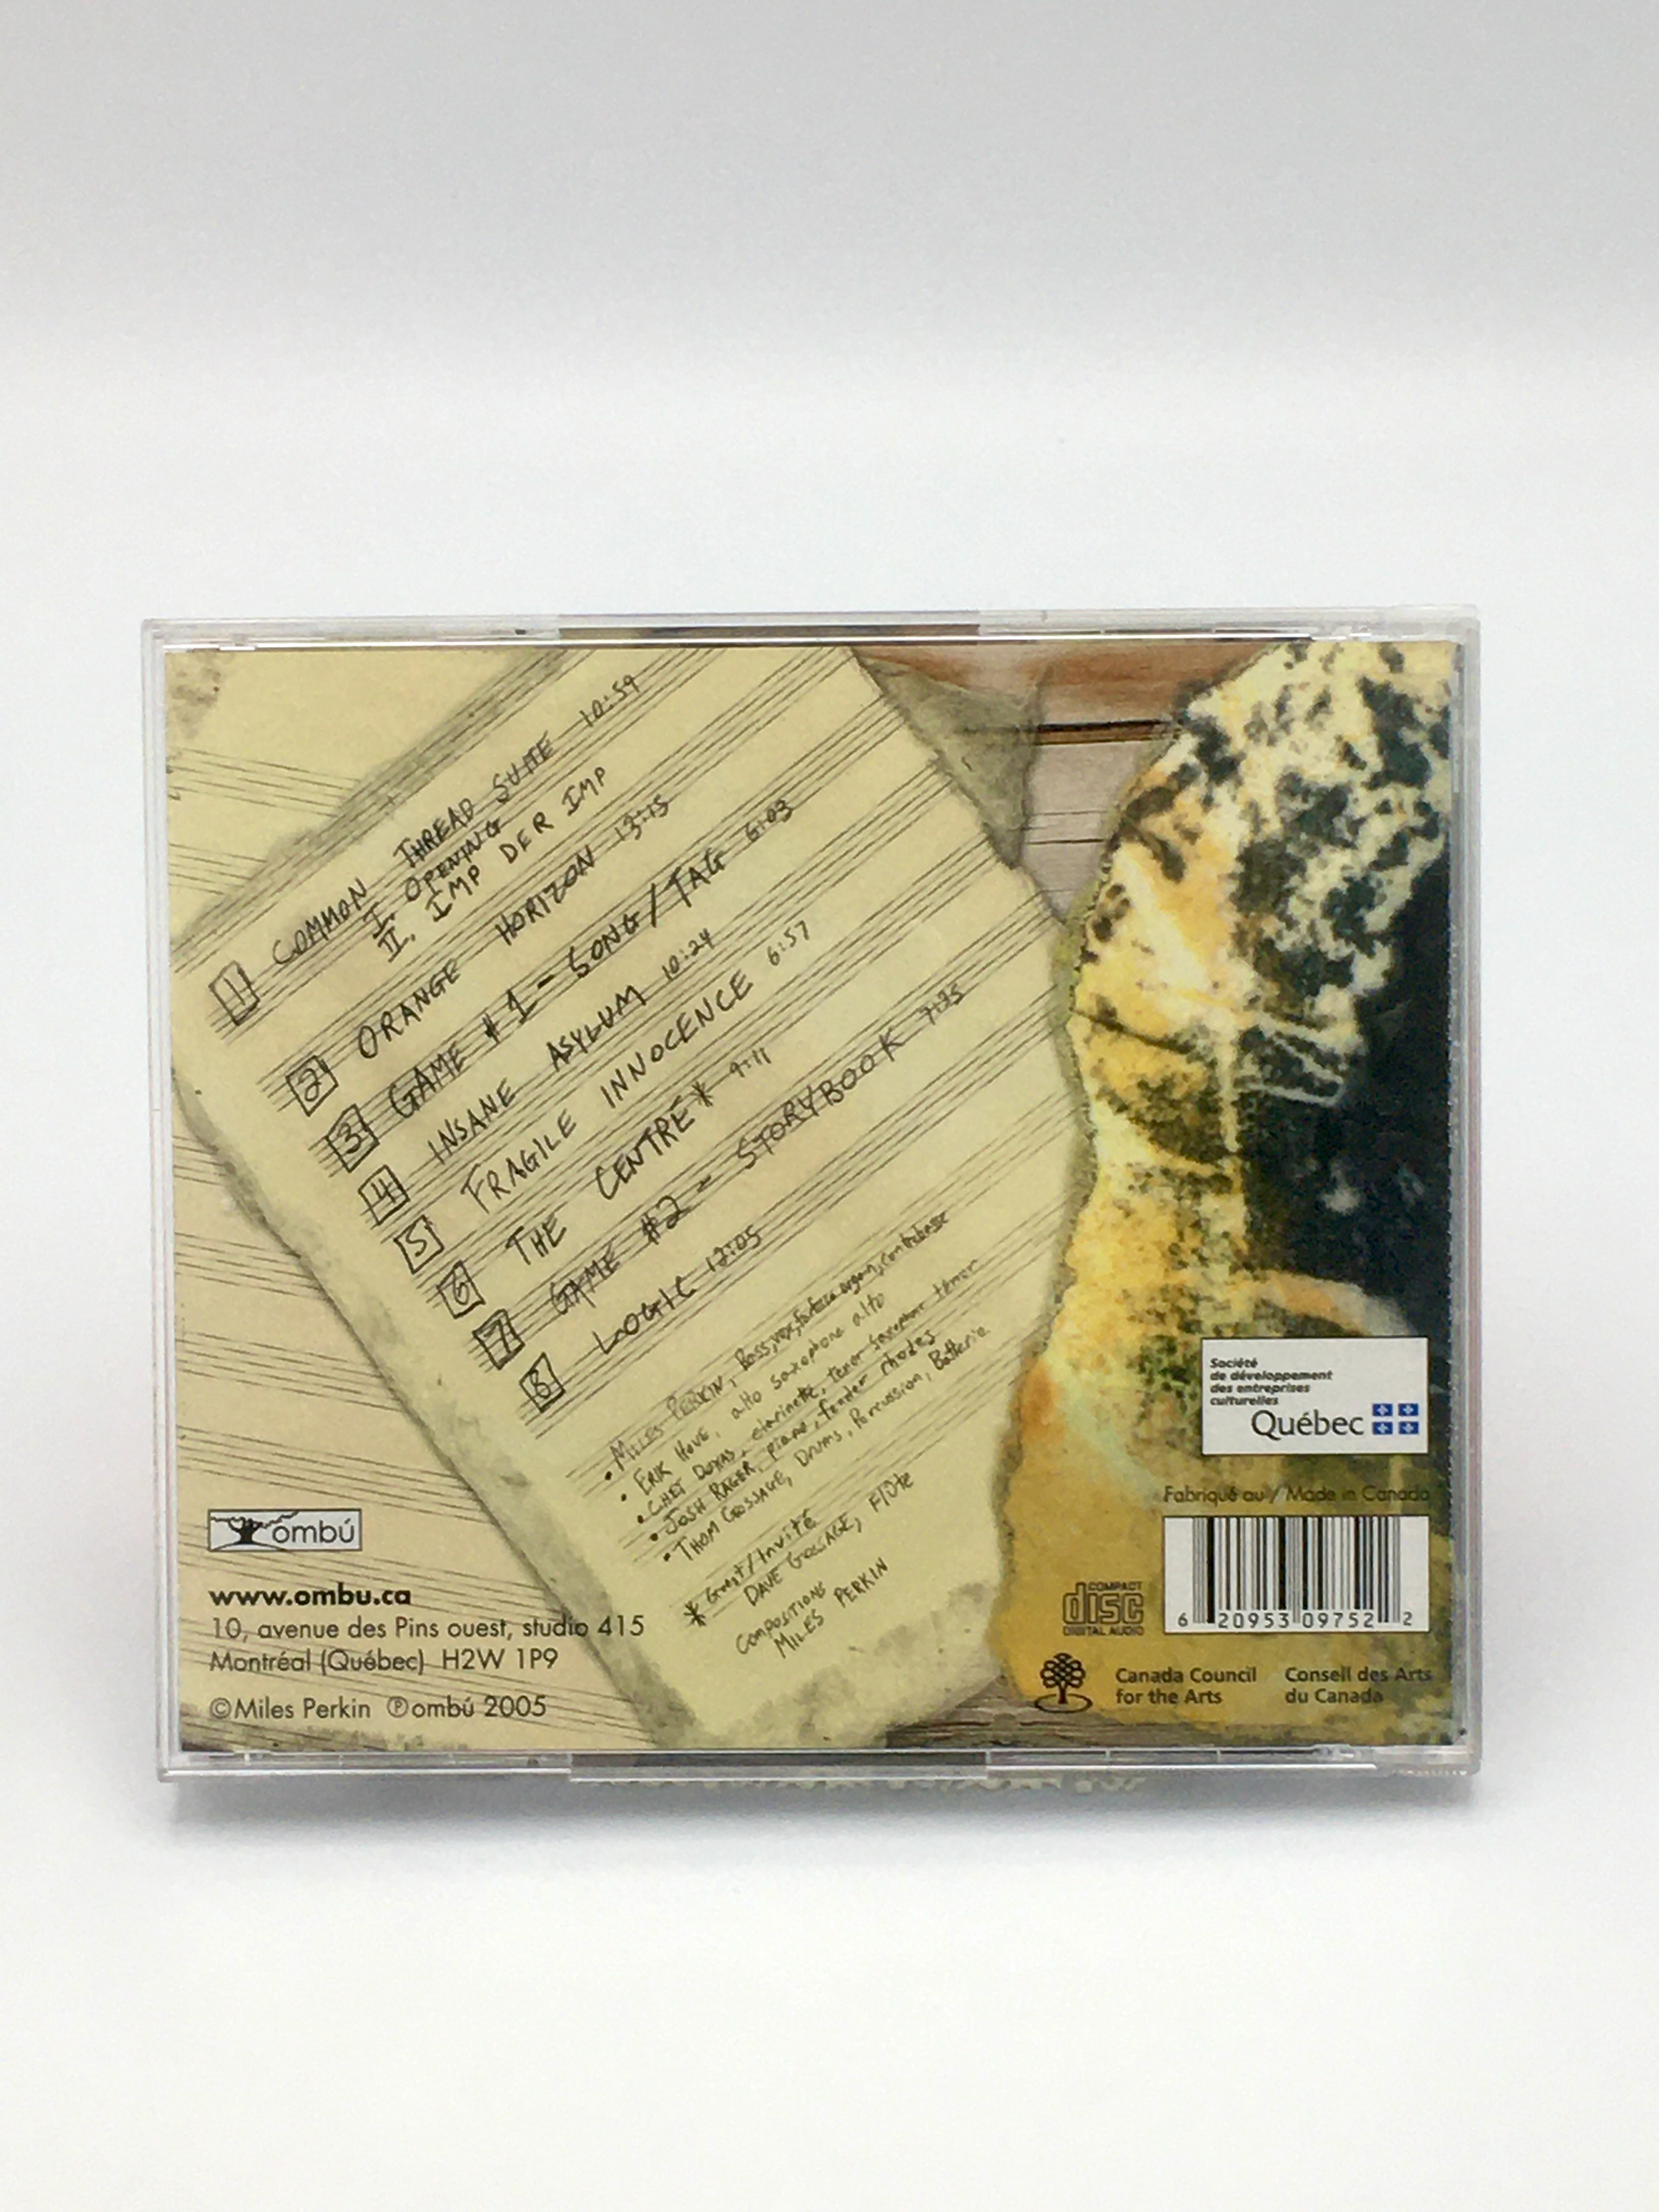 1 COMMON THREAD SUITE 10:59
I. OPENING
II. IMP DER IMP
2 ORANGE HORIZON 13:15
3 GAME #1 - SONG/TAG 6:03
4 INSANE ASYLUM 10:24
5 FRAGILE INNOCENCE 6:57
6 THE CENTRE* 9:11
7 GAME #2 - STORYBOOK 7:25
8 LOGIC 12:05
• MILES PERKIN, Bass, vox, organ, contrebasse
• ERIK HOVE, alto saxophone alto
• CHET DOXAS, clarinette, tenor saxophone ténor
• JOSH RAGER, piano, fender rhodes
• THOM GOSSAGE, Drums, Percussion, Batterie
* Guest/Invité
DAVE GOSSAGE, Flûte
COMPOSITIONS
MILES PERKIN
ombú
www.ombu.ca
10, avenue des Pins ouest, studio 415
Montréal (Québec) H2W 1P9
©Miles Perkin ℗ombú 2005
Société
de développement
des entreprises
culturelles
Québec
Fabriqué au / Made in Canada
6 20953 09752 2
COMPACT
disc
DIGITAL AUDIO
Canada Council
for the Arts
Conseil des Arts
du Canada